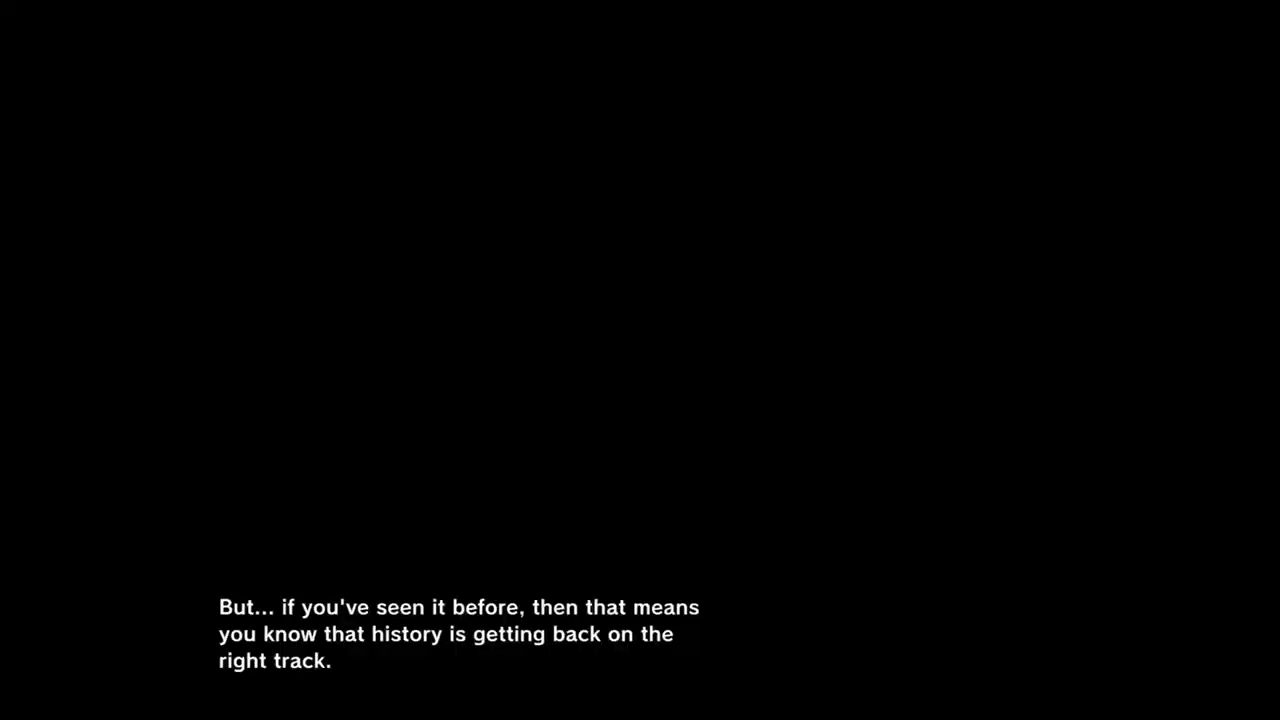 But... if you've seen it before, then that means
you know that history is getting back on the
right track.